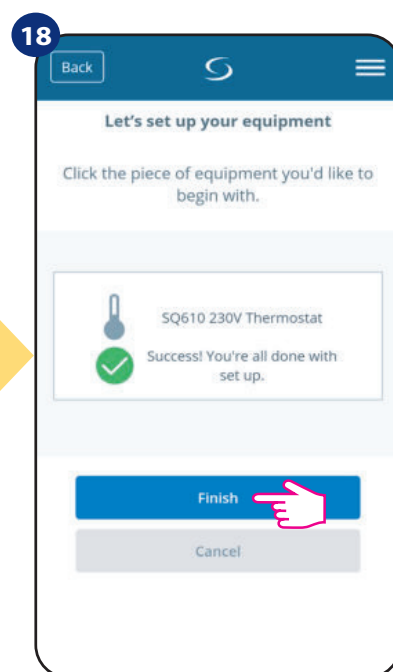 18
Back
Let's set up your equipment
Click the piece of equipment you'd like to
begin with.
SQ610 230V Thermostat
Success! You're all done with
set up.
Finish
Cancel